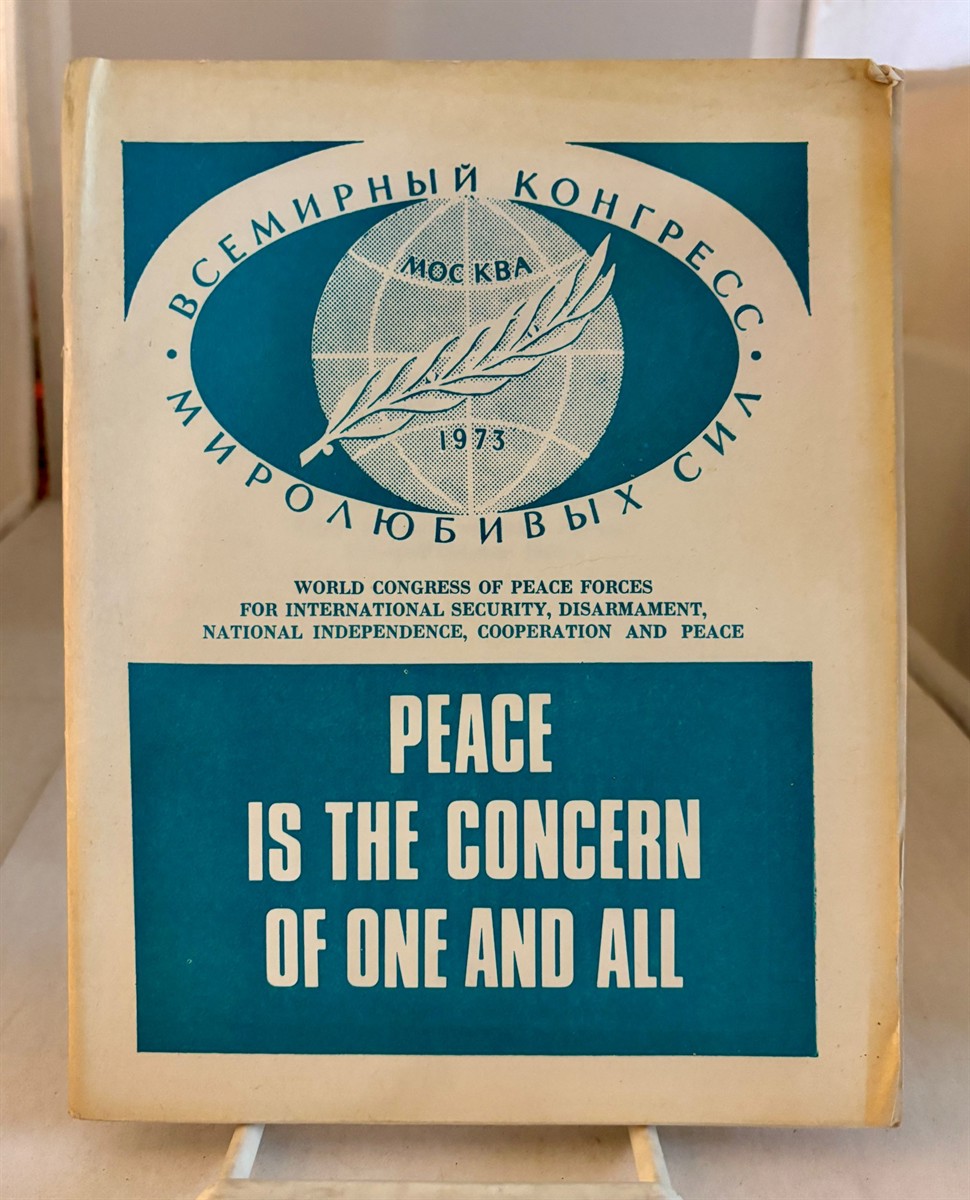 · ВСЕМИРНЫЙ КОНГРЕСС ·
МИРОЛЮБИВЫХ СИЛ
МОСКВА
1973
WORLD CONGRESS OF PEACE FORCES
FOR INTERNATIONAL SECURITY, DISARMAMENT,
NATIONAL INDEPENDENCE, COOPERATION AND PEACE
PEACE
IS THE CONCERN
OF ONE AND ALL